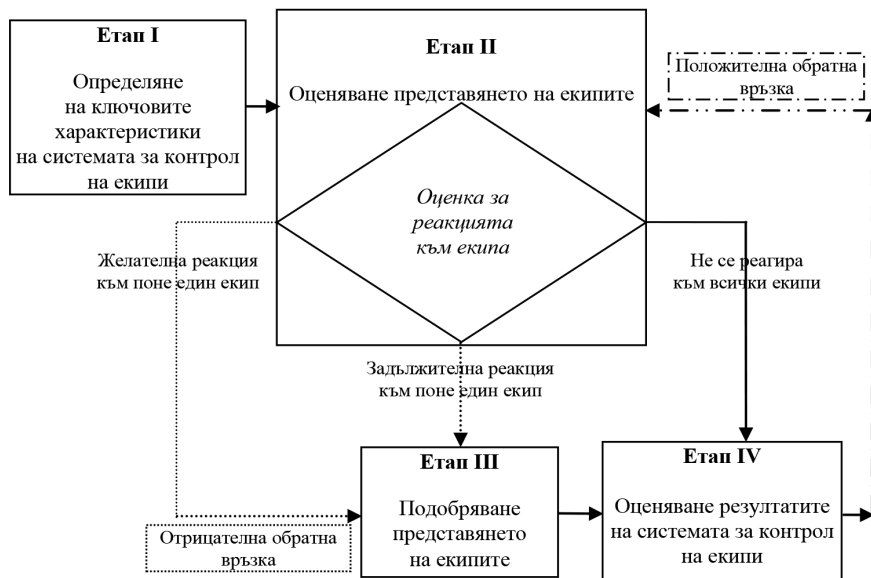 Етап I
Определяне
на ключовите
характеристики
на системата за контрол
на екипи
Етап II
Оценяване представянето на екипите
Оценка за
реакцията
към екипа
Положителна обратна
връзка
Желателна реакция
към поне един екип
Не се реагира
към всички екипи
Задължителна реакция
към поне един екип
Етап III
Подобряване
представянето
на екипите
Етап IV
Оценяване резултатите
на системата за контрол
на екипи
Отрицателна обратна
връзка